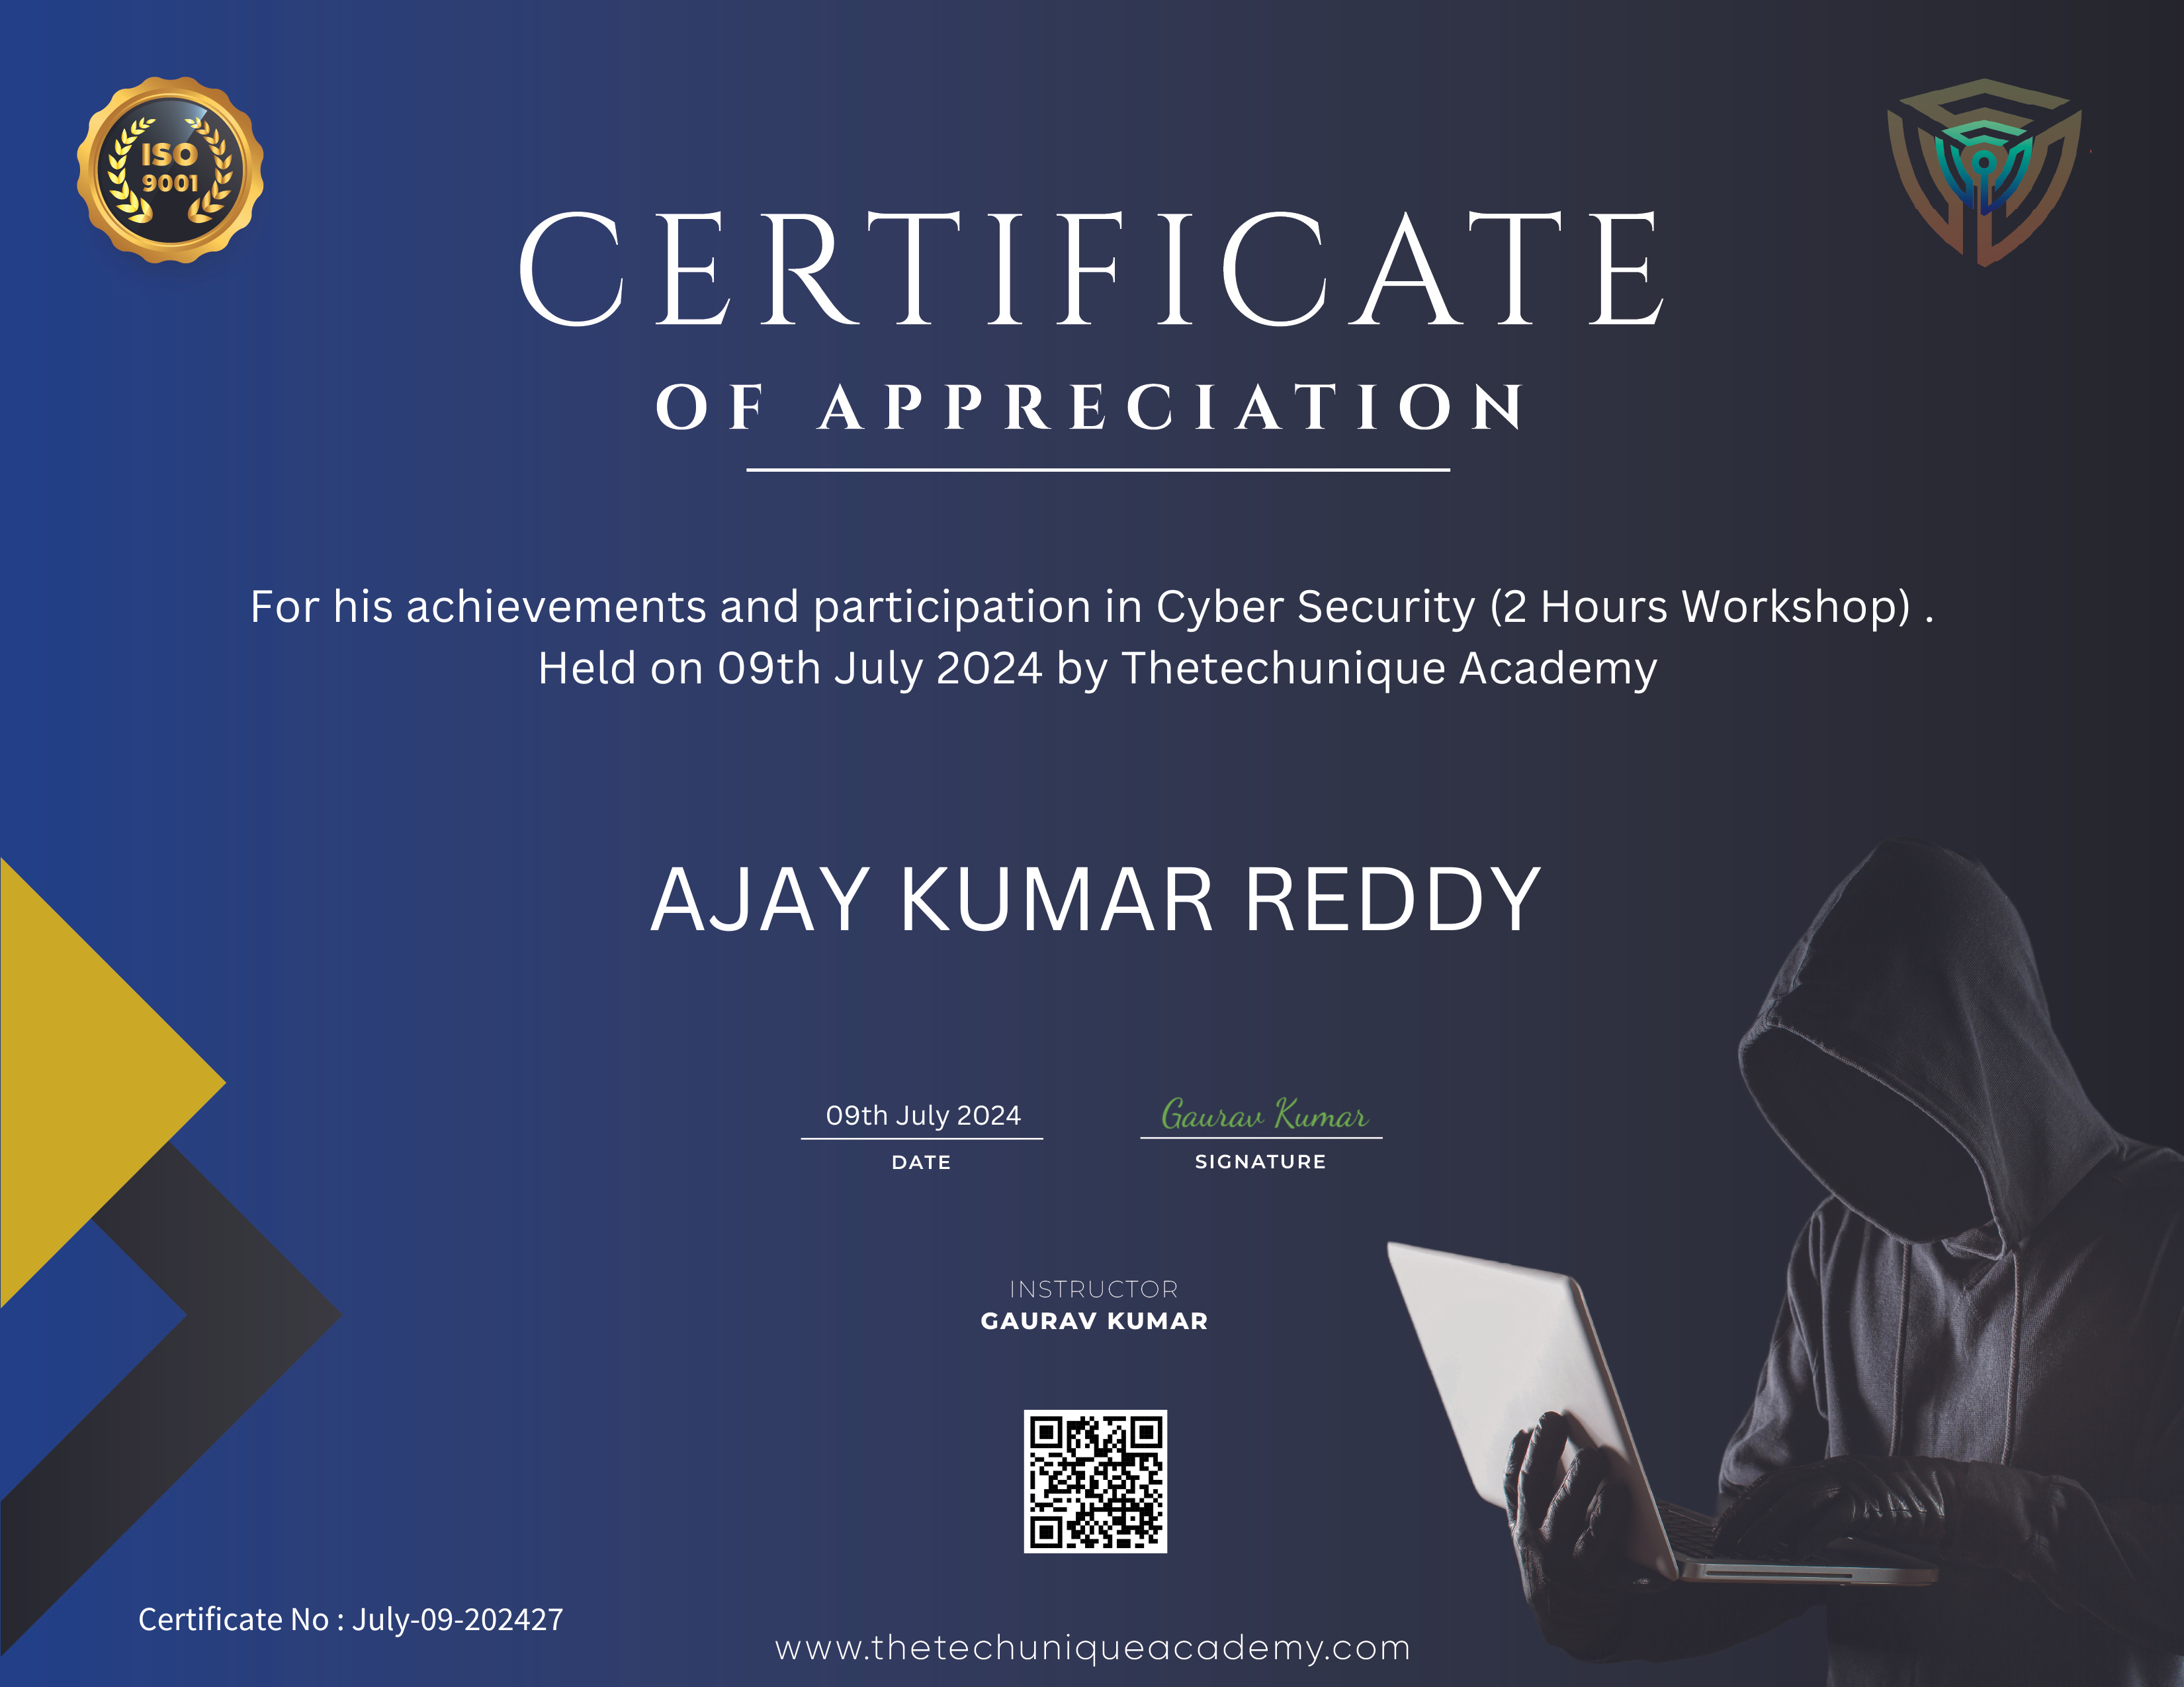 ISO
9001
CERTIFICATE
OF APPRECIATION
For his achievements and participation in Cyber Security (2 Hours Workshop) .
Held on 09th July 2024 by Thetechunique Academy
AJAY KUMAR REDDY
09th July 2024
DATE
Gaurav Kumar
SIGNATURE
INSTRUCTOR
GAURAV KUMAR
Certificate No : July-09-202427
www.thetechuniqueacademy.com